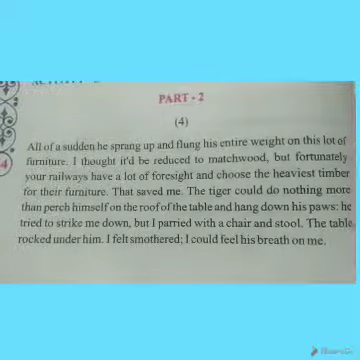 PART - 2
(4)
4
All of a sudden he sprang up and flung his entire weight on this lot of
furniture. I thought it'd be reduced to matchwood, but fortunately
your railways have a lot of foresight and choose the heaviest timber
for their furniture. That saved me. The tiger could do nothing more
than perch himself on the roof of the table and hang down his paws: he
tried to strike me down, but I parried with a chair and stool. The table
rocked under him. I felt smothered; I could feel his breath on me.